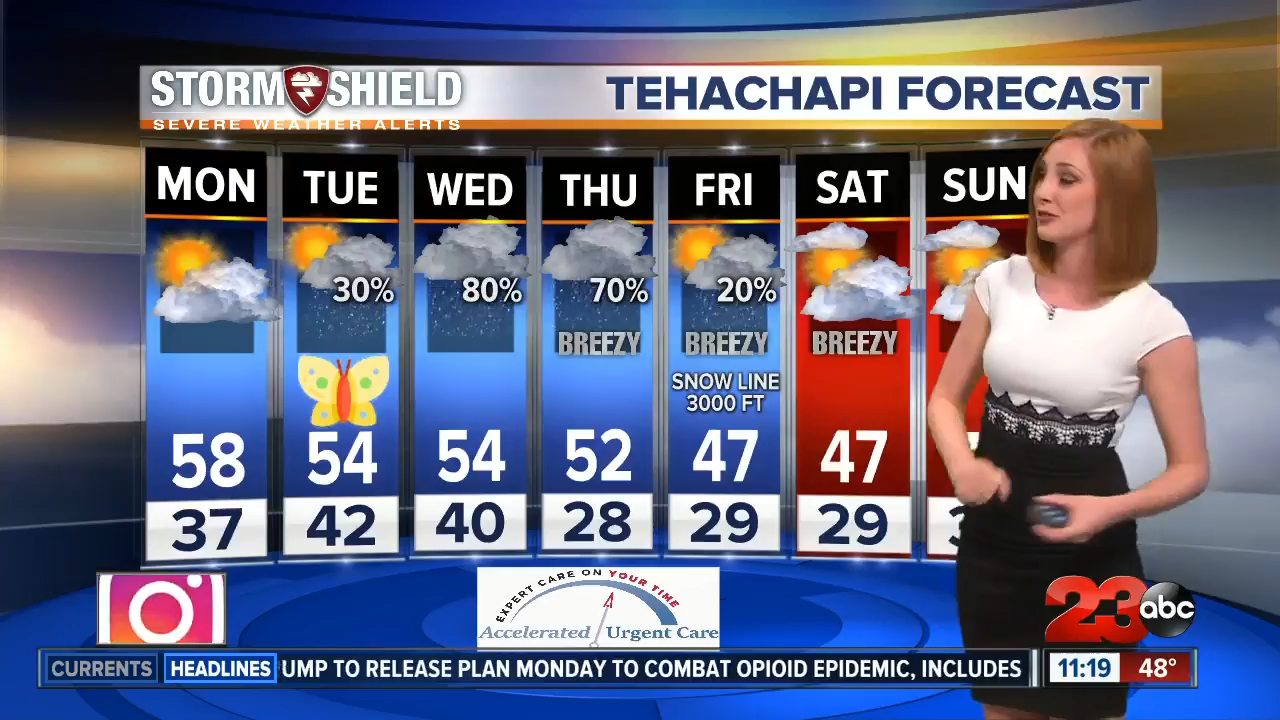 STORM SHIELD
SEVERE WEATHER ALERTS
TEHACHAPI FORECAST
MON TUE WED THU FRI SAT SUN
30% 80% 70% 20%
BREEZY BREEZY BREEZY
SNOW LINE
3000 FT
58 54 54 52 47 47
37 42 40 28 29 29
EXPERT CARE ON YOUR TIME
Accelerated Urgent Care
23 abc
CURRENTS HEADLINES UMP TO RELEASE PLAN MONDAY TO COMBAT OPIOID EPIDEMIC, INCLUDES 11:19 48°